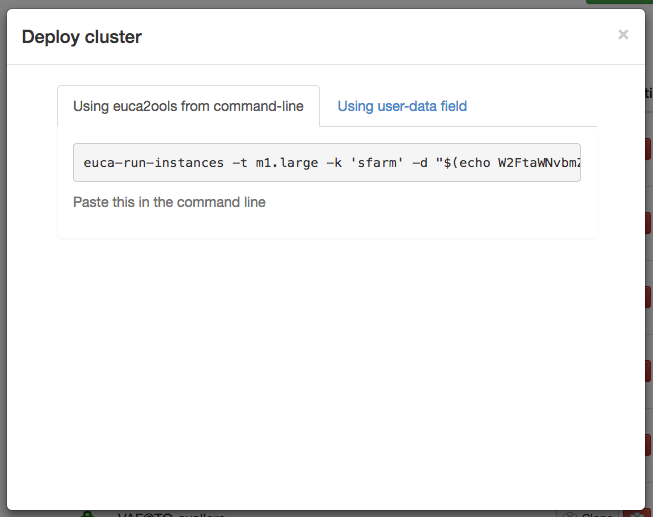 Deploy cluster ×
Using euca2ools from command-line Using user-data field
euca-run-instances -t m1.large -k 'sfarm' -d "$(echo W2FtaWNvbmZ
Paste this in the command line